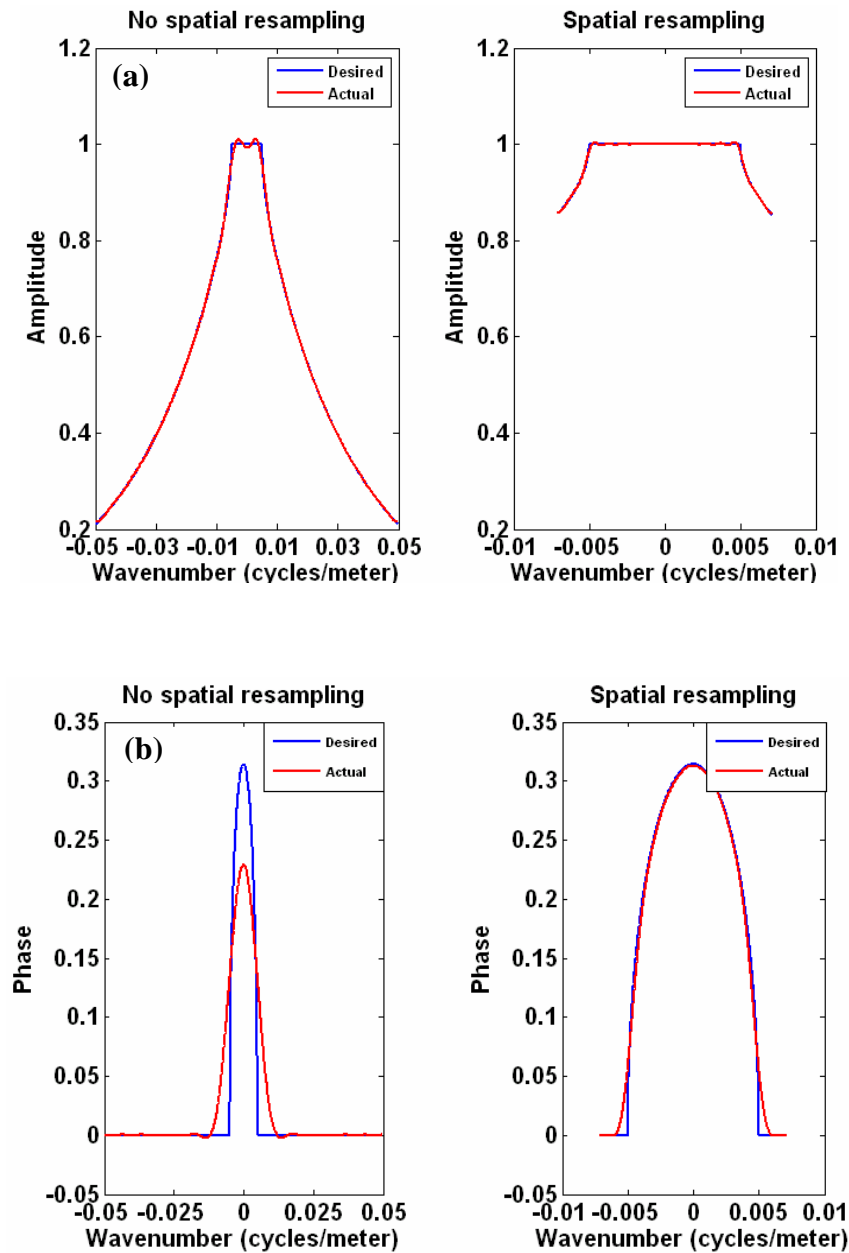 No spatial resampling
Spatial resampling
(a)
Desired
Actual
Desired
Actual
1.2
1
0.8
0.6
0.4
0.2
Amplitude
-0.05 -0.03 -0.01 0.01 0.03 0.05
Wavenumber (cycles/meter)
1.2
1
0.8
0.6
0.4
0.2
Amplitude
-0.01 -0.005 0 0.005 0.01
Wavenumber (cycles/meter)
No spatial resampling
Spatial resampling
(b)
Desired
Actual
Desired
Actual
0.35
0.3
0.25
0.2
0.15
0.1
0.05
0
-0.05
Phase
-0.05 -0.025 0 0.025 0.05
Wavenumber (cycles/meter)
0.35
0.3
0.25
0.2
0.15
0.1
0.05
0
-0.05
Phase
-0.01 -0.005 0 0.005 0.01
Wavenumber (cycles/meter)